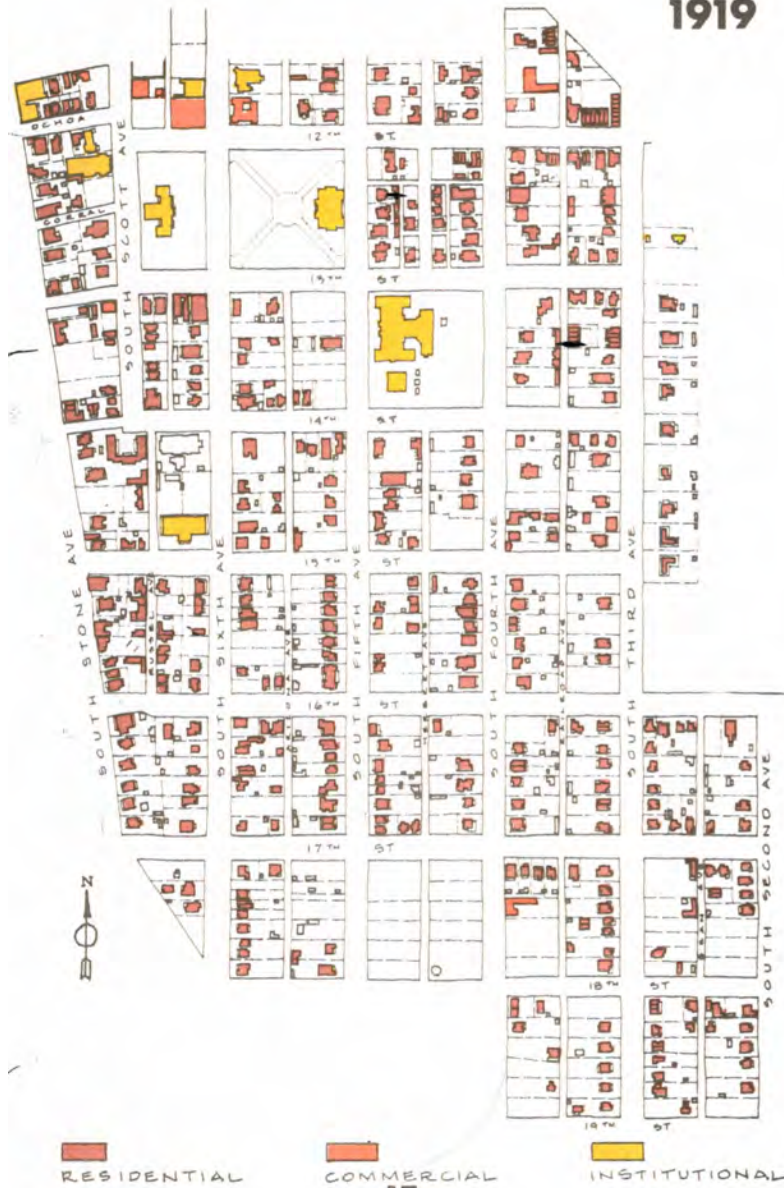 1919
OCHOA
12TH ST.
CORRAL
SOUTH SCOTT AVE
13TH ST
14TH ST
15TH ST
SOUTH STONE AVE
SOUTH SIXTH AVE
SOUTH FIFTH AVE
SOUTH FOURTH AVE
SOUTH THIRD AVE
16TH ST
17TH ST
N
SOUTH SECOND AVE
18TH ST
19TH ST
RESIDENTIAL
COMMERCIAL
INSTITUTIONAL